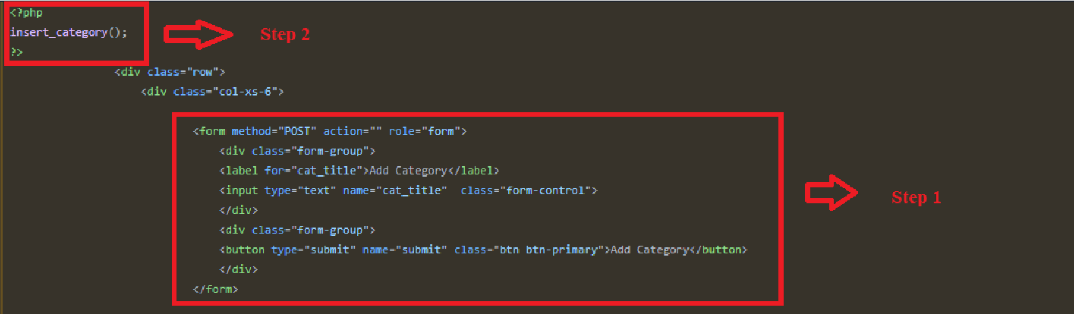 <?php
insert_category();
Step 2
?>
<div class="row">
<div class="col-xs-6">
<form method="POST" action="" role="form">
<div class="form-group">
<label for="cat_title">Add Category</label>
<input type="text" name="cat_title"  class="form-control">
Step 1
</div>
<div class="form-group">
<button type="submit" name="submit" class="btn btn-primary">Add Category</button>
</div>
</form>